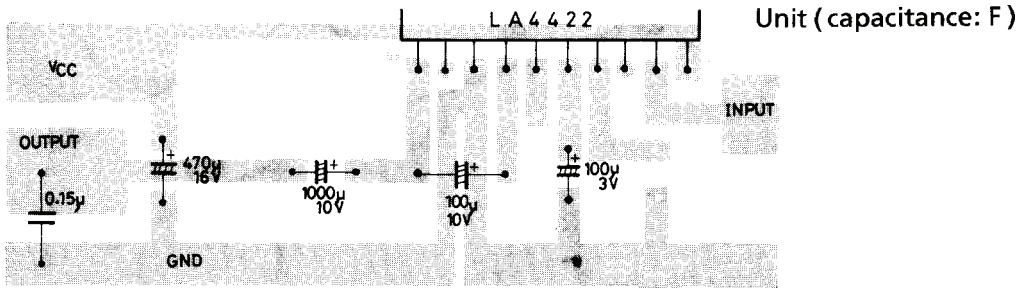 LA4422
Unit (capacitance: F)
VCC
INPUT
OUTPUT
470μ
16V
1000μ
10V
100μ
10V
100μ
3V
0.15μ
GND